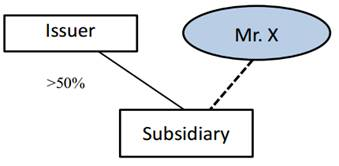 Issuer
Mr. X
>50%
Subsidiary